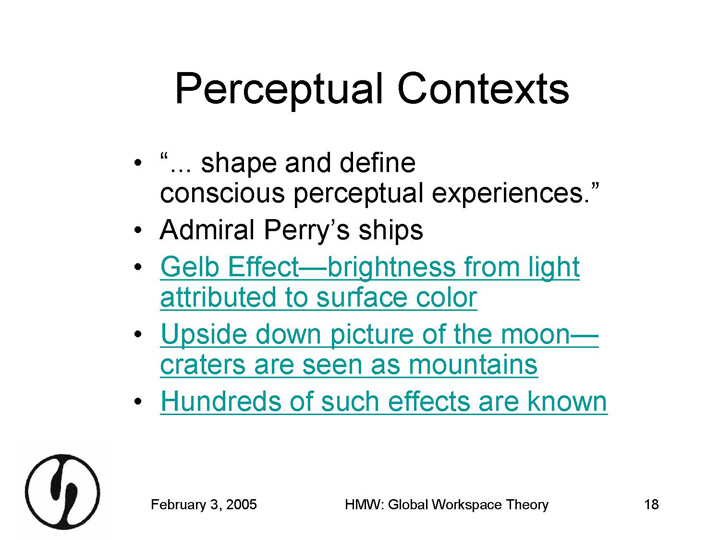 Perceptual Contexts
• “... shape and define
conscious perceptual experiences.”
• Admiral Perry’s ships
• Gelb Effect—brightness from light
attributed to surface color
• Upside down picture of the moon—
craters are seen as mountains
• Hundreds of such effects are known
February 3, 2005 HMW: Global Workspace Theory 18